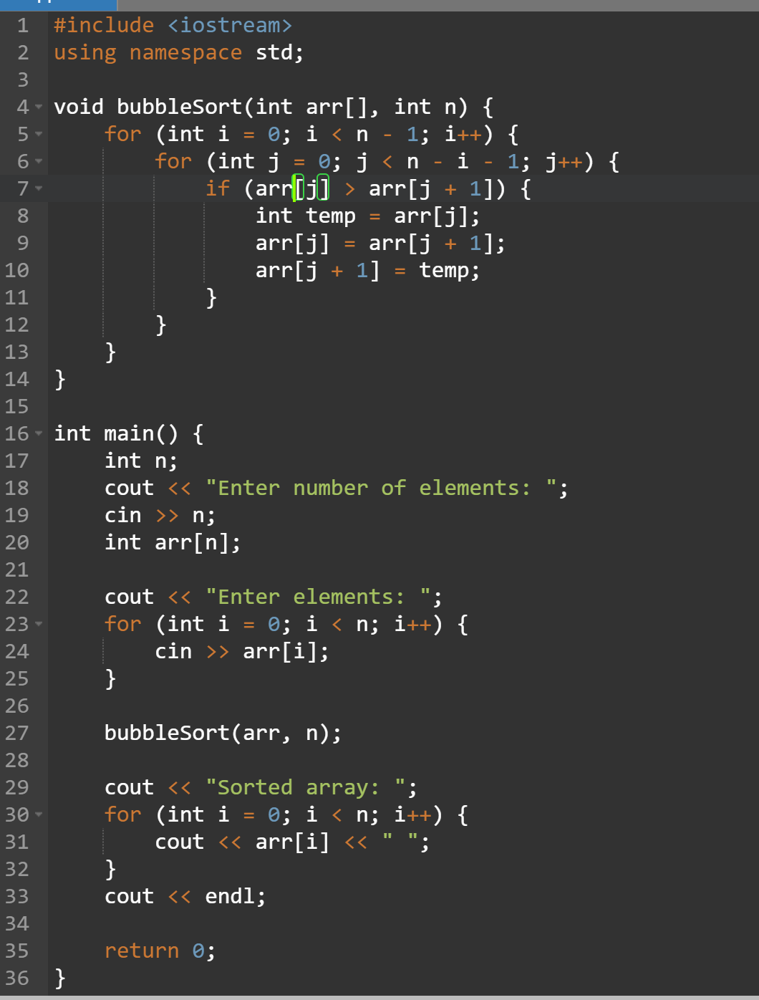 1 #include <iostream>
2 using namespace std;
3
4 void bubbleSort(int arr[], int n) {
5     for (int i = 0; i < n - 1; i++) {
6         for (int j = 0; j < n - i - 1; j++) {
7             if (arr[j] > arr[j + 1]) {
8                 int temp = arr[j];
9                 arr[j] = arr[j + 1];
10                 arr[j + 1] = temp;
11             }
12         }
13     }
14 }
15
16 int main() {
17     int n;
18     cout << "Enter number of elements: ";
19     cin >> n;
20     int arr[n];
21
22     cout << "Enter elements: ";
23     for (int i = 0; i < n; i++) {
24         cin >> arr[i];
25     }
26
27     bubbleSort(arr, n);
28
29     cout << "Sorted array: ";
30     for (int i = 0; i < n; i++) {
31         cout << arr[i] << " ";
32     }
33     cout << endl;
34
35     return 0;
36 }